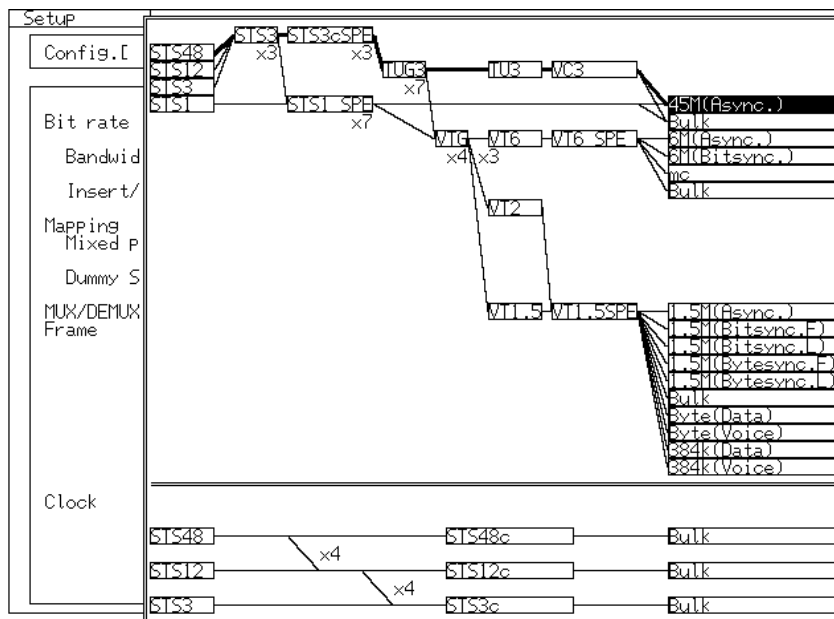 Setup
Config.[
Bit rate
Bandwid
Insert/
Mapping
Mixed p
Dummy S
MUX/DEMUX
Frame
Clock
STS48
STS12
STS3
STS1
STS3
x3
STS3cSPE
x3
STS1 SPE
x7
TUG3
x7
TU3
VC3
VTG
x4
x3
VT6
VT6 SPE
VT2
VT1.5
VT1.5SPE
45M(Async.)
Bulk
6M(Async.)
6M(Bitsync.)
mc
Bulk
1.5M(Async.)
1.5M(Bitsync.F)
1.5M(Bitsync.L)
1.5M(Bytesync.F)
1.5M(Bytesync.L)
Bulk
Byte(Data)
Byte(Voice)
384k(Data)
384k(Voice)
STS48
x4
STS48c
Bulk
STS12
x4
STS12c
Bulk
STS3
STS3c
Bulk